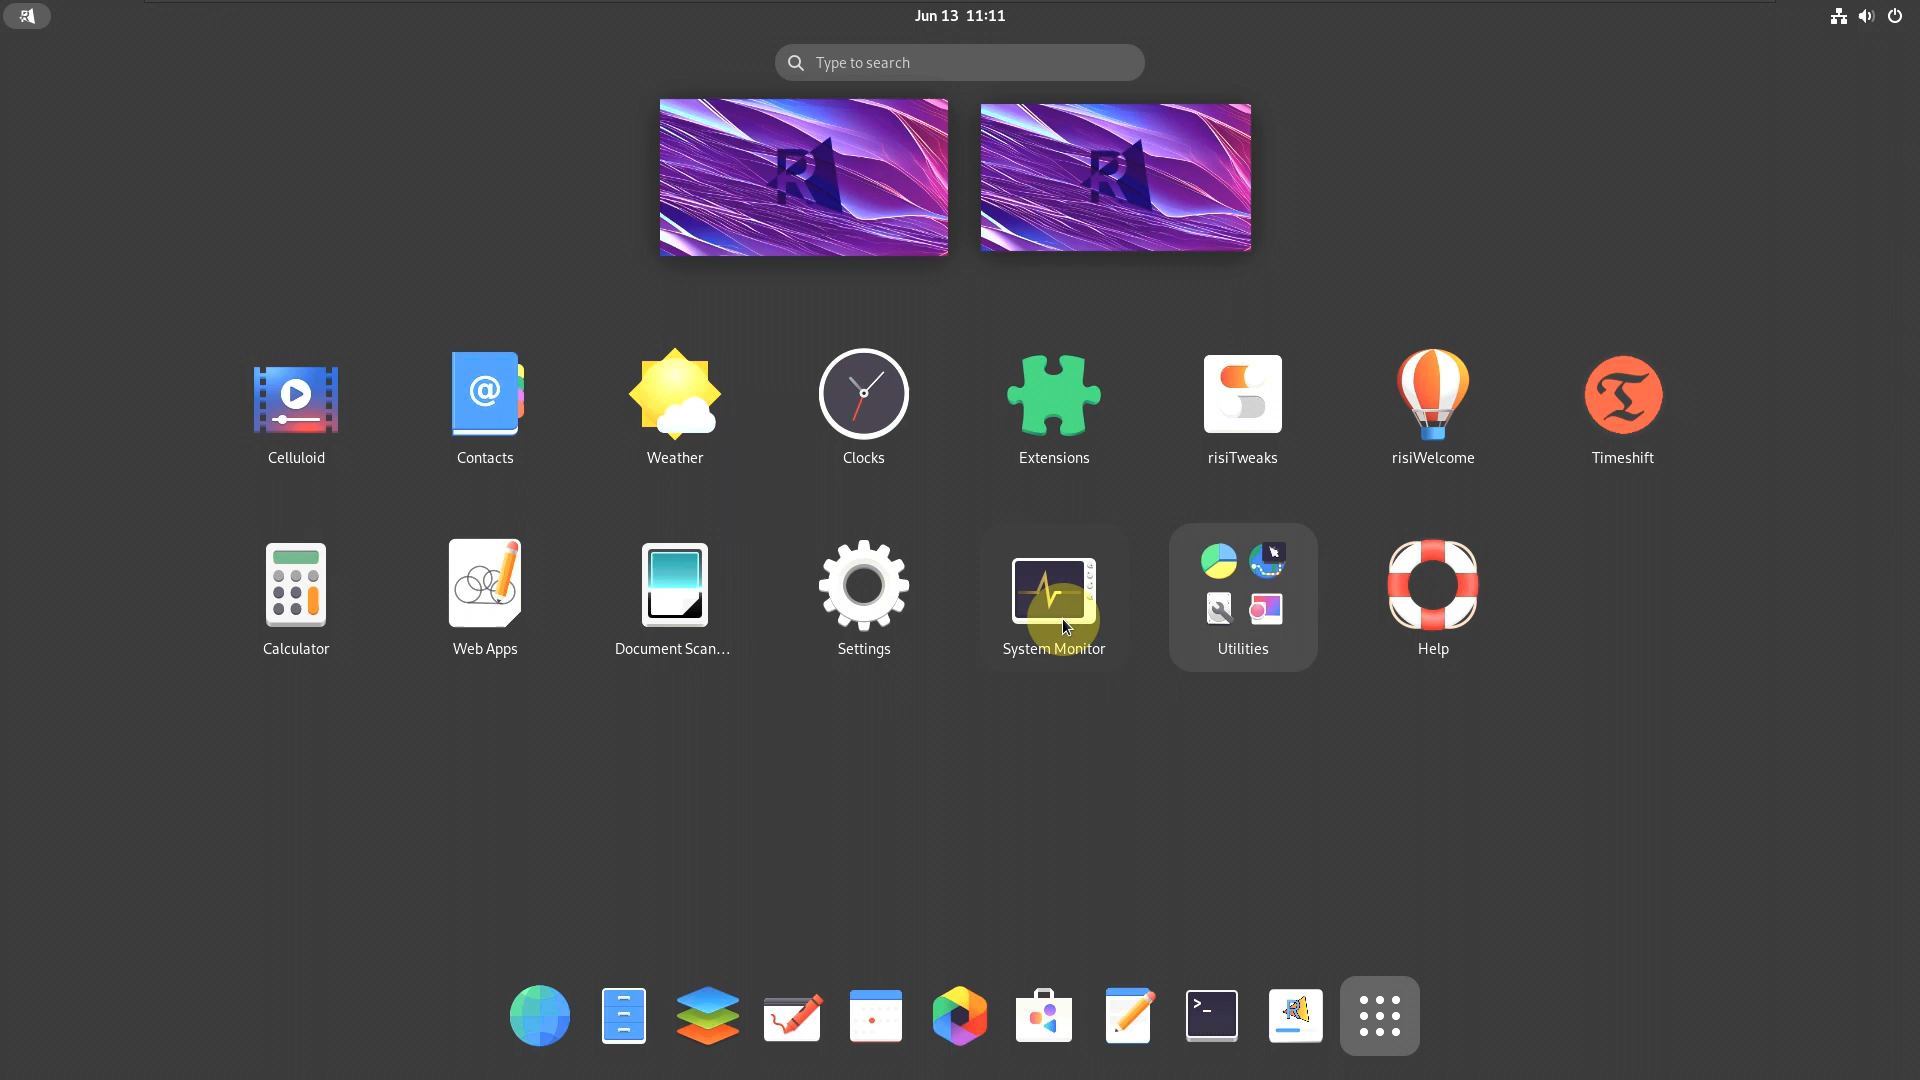 Jun 13 11:11
Type to search
R
R
Celluloid
Contacts
Weather
Clocks
Extensions
risiTweaks
risiWelcome
Timeshift
Calculator
Web Apps
Document Scan...
Settings
System Monitor
Utilities
Help